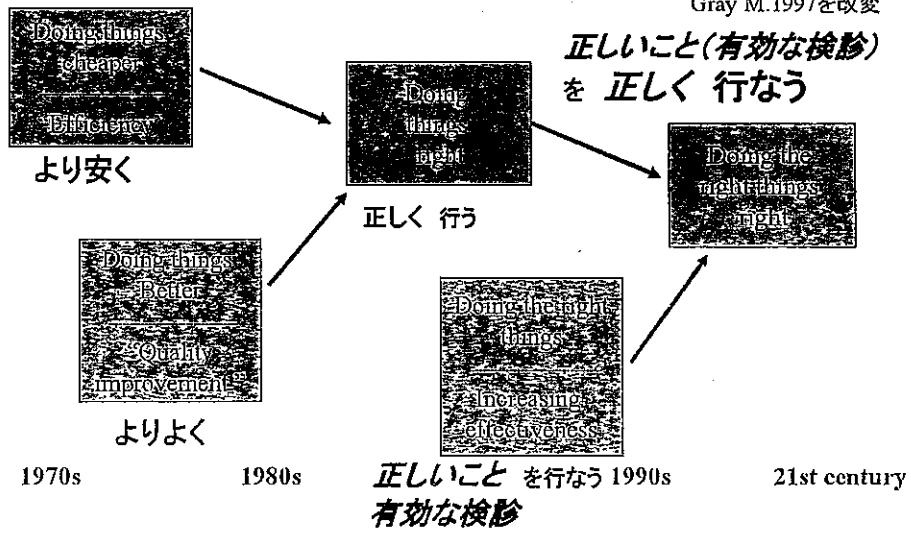 Gray M.1997を改変
Doing things
cheaper
Efficiency
より安く
Doing
things
right
正しく 行う
正しいこと(有効な検診)
を 正しく 行なう
Doing the
right things
right
Doing things
Better
"Quality
improvement"
よりよく
Doing the right
things
Increasing
effectiveness
1970s
1980s
正しいこと を行なう
有効な検診
1990s
21st century